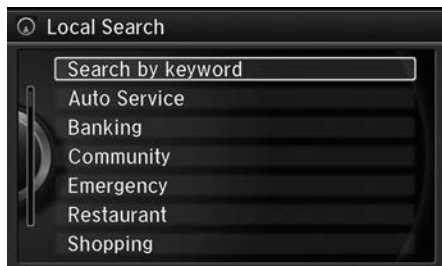 Local Search
Search by keyword
Auto Service
Banking
Community
Emergency
Restaurant
Shopping